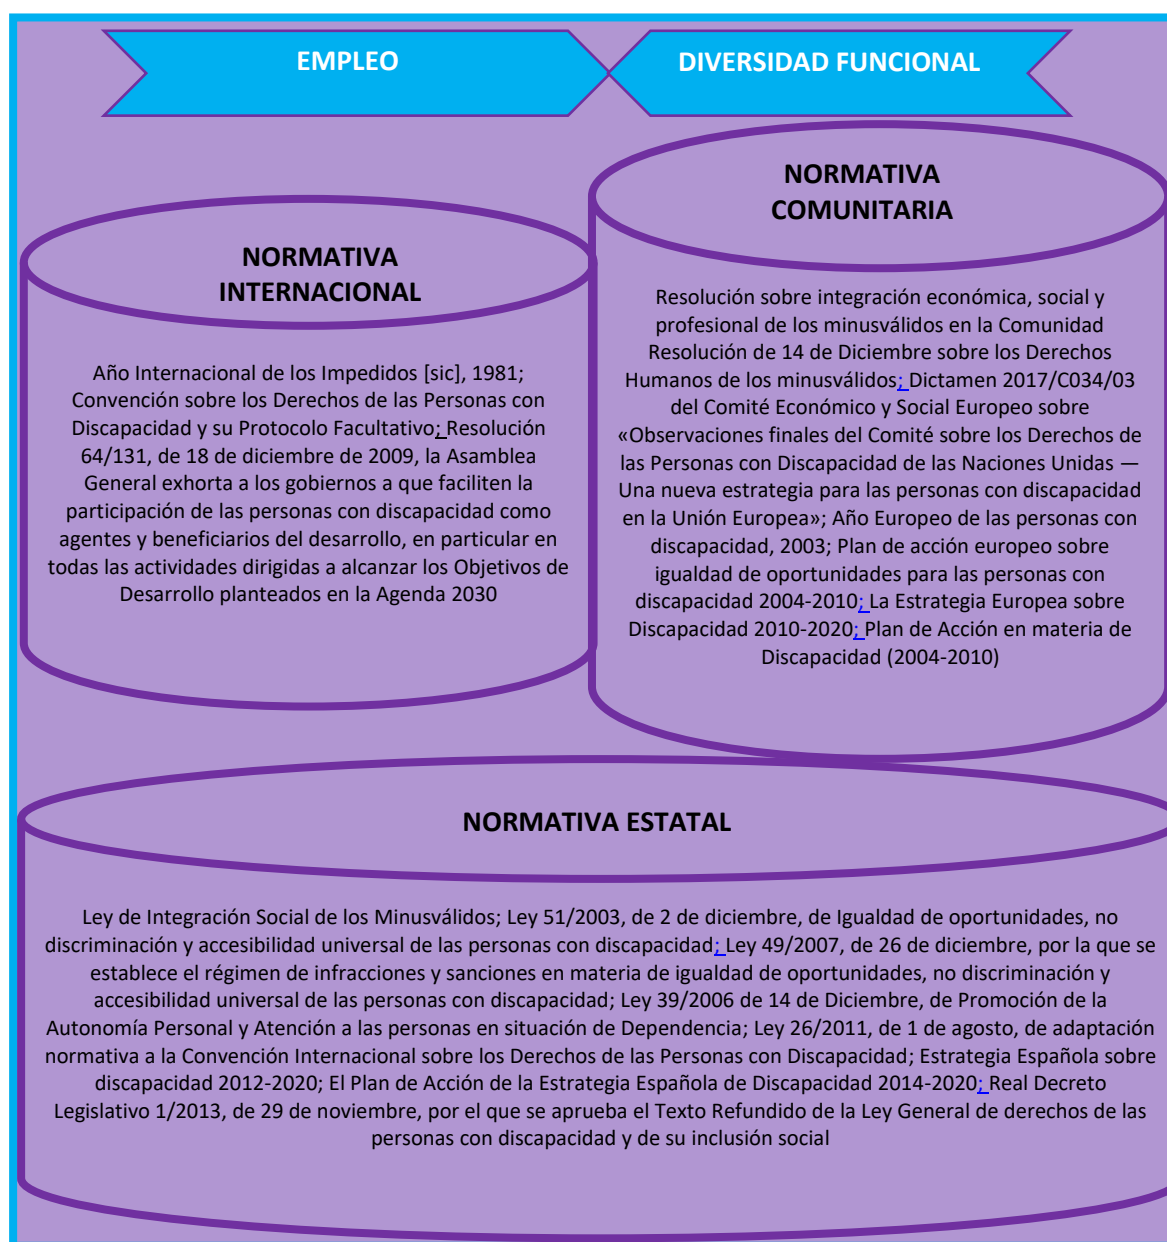 EMPLEO
DIVERSIDAD FUNCIONAL
NORMATIVA
INTERNACIONAL
Año Internacional de los Impedidos [sic], 1981;
Convención sobre los Derechos de las Personas con
Discapacidad y su Protocolo Facultativo; Resolución
64/131, de 18 de diciembre de 2009, la Asamblea
General exhorta a los gobiernos a que faciliten la
participación de las personas con discapacidad como
agentes y beneficiarios del desarrollo, en particular en
todas las actividades dirigidas a alcanzar los Objetivos de
Desarrollo planteados en la Agenda 2030
NORMATIVA
COMUNITARIA
Resolución sobre integración económica, social y
profesional de los minusválidos en la Comunidad
Resolución de 14 de Diciembre sobre los Derechos
Humanos de los minusválidos; Dictamen 2017/C034/03
del Comité Económico y Social Europeo sobre
«Observaciones finales del Comité sobre los Derechos de
las Personas con Discapacidad de las Naciones Unidas —
Una nueva estrategia para las personas con discapacidad
en la Unión Europea»; Año Europeo de las personas con
discapacidad, 2003; Plan de acción europeo sobre
igualdad de oportunidades para las personas con
discapacidad 2004-2010; La Estrategia Europea sobre
Discapacidad 2010-2020; Plan de Acción en materia de
Discapacidad (2004-2010)
NORMATIVA ESTATAL
Ley de Integración Social de los Minusválidos; Ley 51/2003, de 2 de diciembre, de Igualdad de oportunidades, no
discriminación y accesibilidad universal de las personas con discapacidad; Ley 49/2007, de 26 de diciembre, por la que se
establece el régimen de infracciones y sanciones en materia de igualdad de oportunidades, no discriminación y
accesibilidad universal de las personas con discapacidad; Ley 39/2006 de 14 de Diciembre, de Promoción de la
Autonomía Personal y Atención a las personas en situación de Dependencia; Ley 26/2011, de 1 de agosto, de adaptación
normativa a la Convención Internacional sobre los Derechos de las Personas con Discapacidad; Estrategia Española sobre
discapacidad 2012-2020; El Plan de Acción de la Estrategia Española de Discapacidad 2014-2020; Real Decreto
Legislativo 1/2013, de 29 de noviembre, por el que se aprueba el Texto Refundido de la Ley General de derechos de las
personas con discapacidad y de su inclusión social